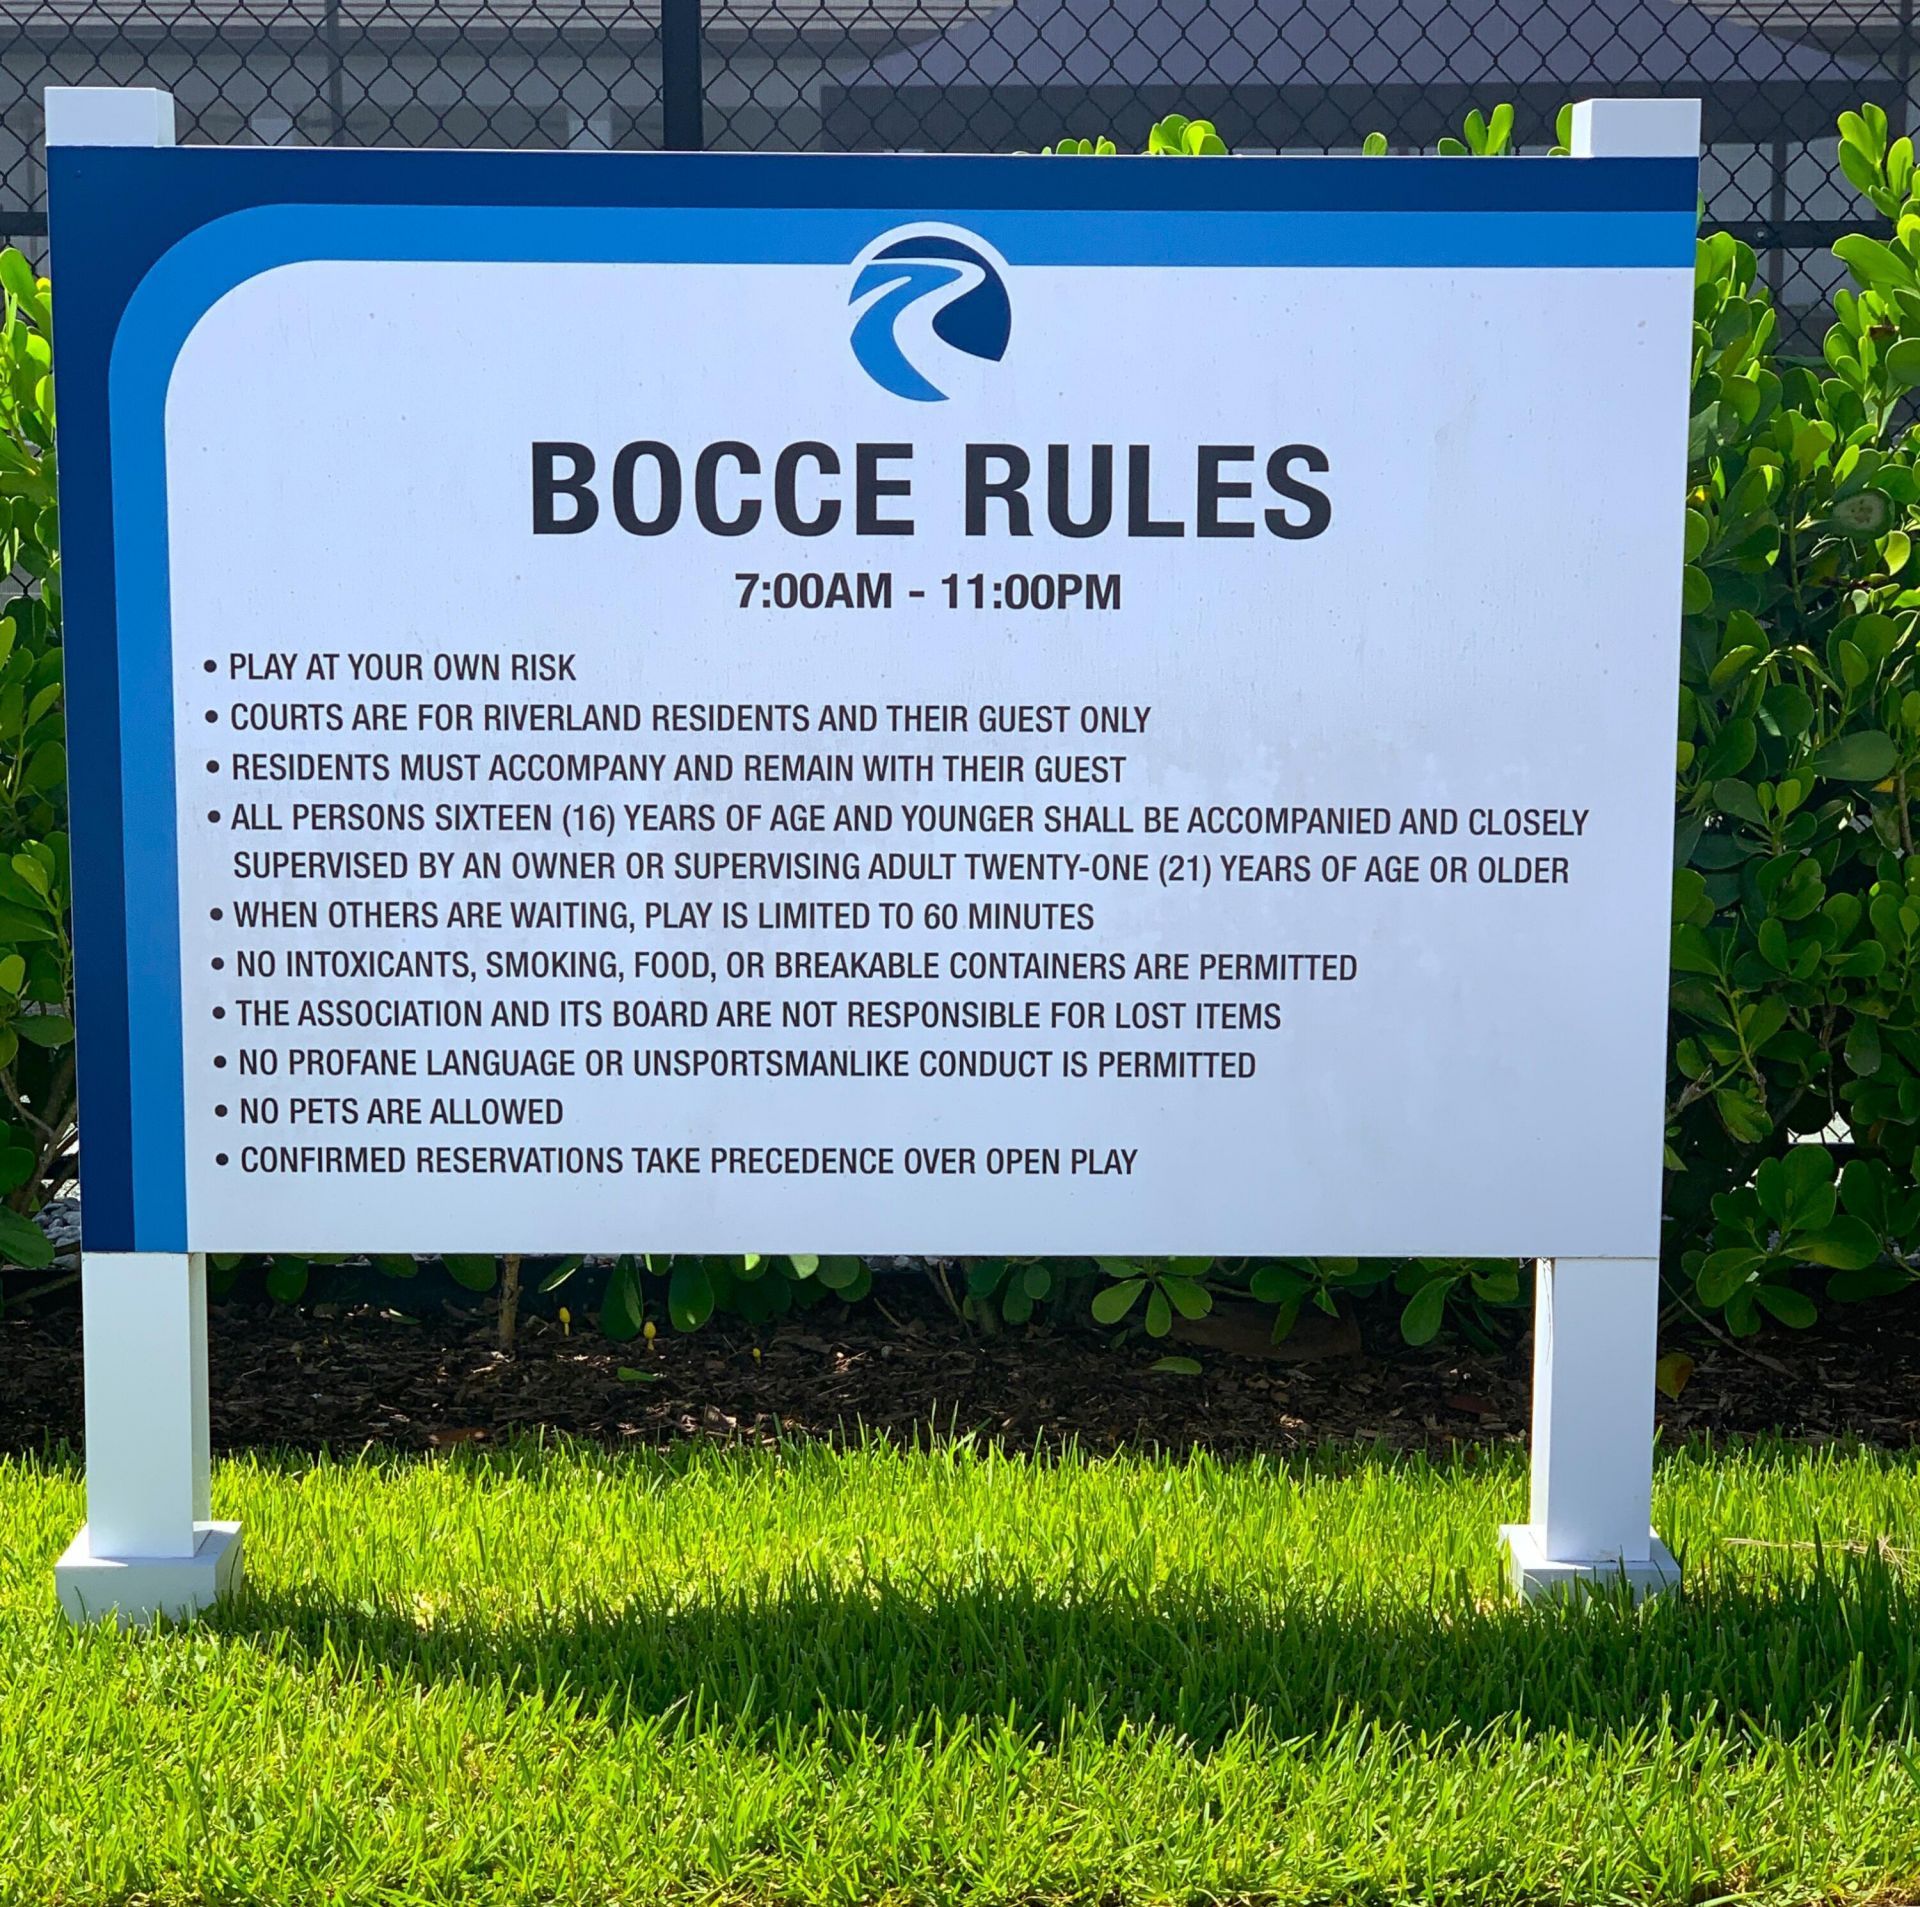 BOCCE RULES
7:00AM - 11:00PM
• PLAY AT YOUR OWN RISK
• COURTS ARE FOR RIVERLAND RESIDENTS AND THEIR GUEST ONLY
• RESIDENTS MUST ACCOMPANY AND REMAIN WITH THEIR GUEST
• ALL PERSONS SIXTEEN (16) YEARS OF AGE AND YOUNGER SHALL BE ACCOMPANIED AND CLOSELY
SUPERVISED BY AN OWNER OR SUPERVISING ADULT TWENTY-ONE (21) YEARS OF AGE OR OLDER
• WHEN OTHERS ARE WAITING, PLAY IS LIMITED TO 60 MINUTES
• NO INTOXICANTS, SMOKING, FOOD, OR BREAKABLE CONTAINERS ARE PERMITTED
• THE ASSOCIATION AND ITS BOARD ARE NOT RESPONSIBLE FOR LOST ITEMS
• NO PROFANE LANGUAGE OR UNSPORTSMANLIKE CONDUCT IS PERMITTED
• NO PETS ARE ALLOWED
• CONFIRMED RESERVATIONS TAKE PRECEDENCE OVER OPEN PLAY